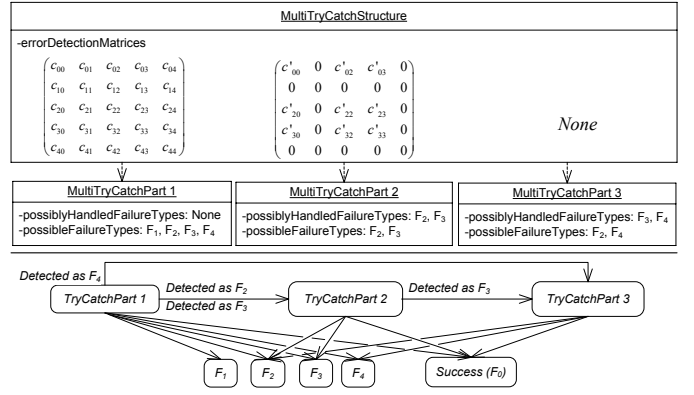 MultiTryCatchStructure
-errorDetectionMatrices
c₀₀ c₀₁ c₀₂ c₀₃ c₀₄
c₁₀ c₁₁ c₁₂ c₁₃ c₁₄
c₂₀ c₂₁ c₂₂ c₂₃ c₂₄
c₃₀ c₃₁ c₃₂ c₃₃ c₃₄
c₄₀ c₄₁ c₄₂ c₄₃ c₄₄
c'₀₀ 0 c'₀₂ c'₀₃ 0
0 0 0 0 0
c'₂₀ 0 c'₂₂ c'₂₃ 0
c'₃₀ 0 c'₃₂ c'₃₃ 0
0 0 0 0 0
None
MultiTryCatchPart 1
-possiblyHandledFailureTypes: None
-possibleFailureTypes: F₁, F₂, F₃, F₄
MultiTryCatchPart 2
-possiblyHandledFailureTypes: F₂, F₃
-possibleFailureTypes: F₂, F₃
MultiTryCatchPart 3
-possiblyHandledFailureTypes: F₃, F₄
-possibleFailureTypes: F₂, F₄
Detected as F₄
TryCatchPart 1
Detected as F₂
Detected as F₃
TryCatchPart 2
Detected as F₃
TryCatchPart 3
F₁
F₂
F₃
F₄
Success (F₀)